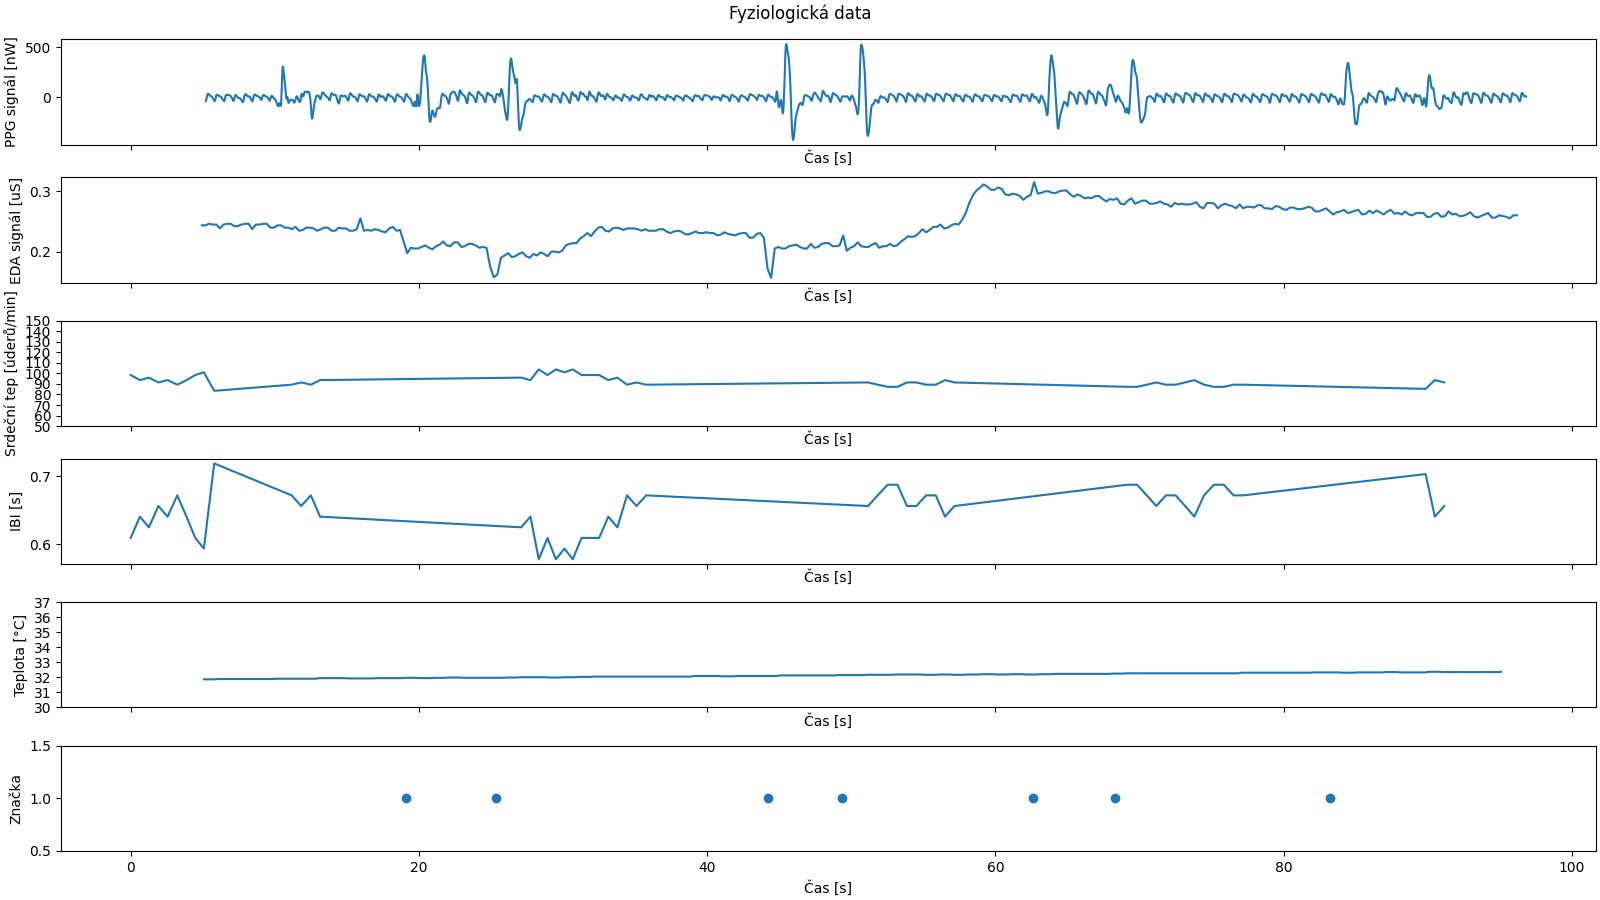 Fyziologická data
PPG signál [nW]
500
0
Čas [s]
EDA signál [uS]
0.3
0.2
Čas [s]
Srdeční tep [úderů/min]
150
140
130
120
110
100
90
80
70
60
50
Čas [s]
IBI [s]
0.7
0.6
Čas [s]
Teplota [°C]
37
36
35
34
33
32
31
30
Čas [s]
Značka
1.5
1.0
0.5
0 20 40 60 80 100
Čas [s]